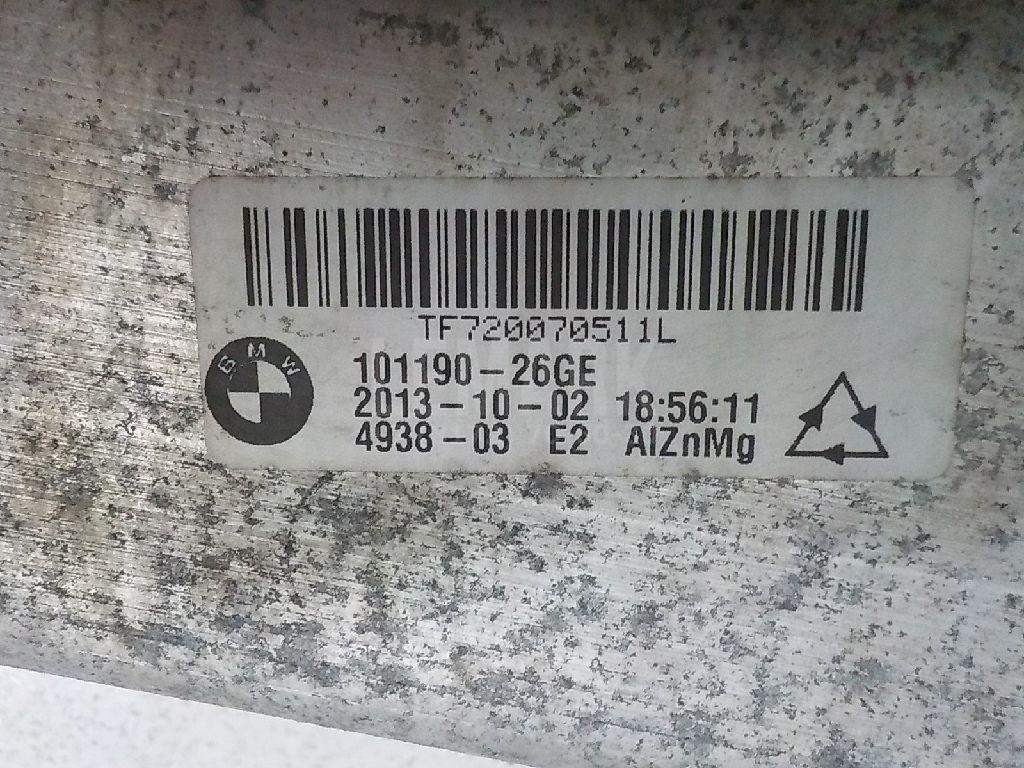 TF720070511L
BMW
101190-26GE
2013-10-02 18:56:11
4938-03 E2 AlZnMg